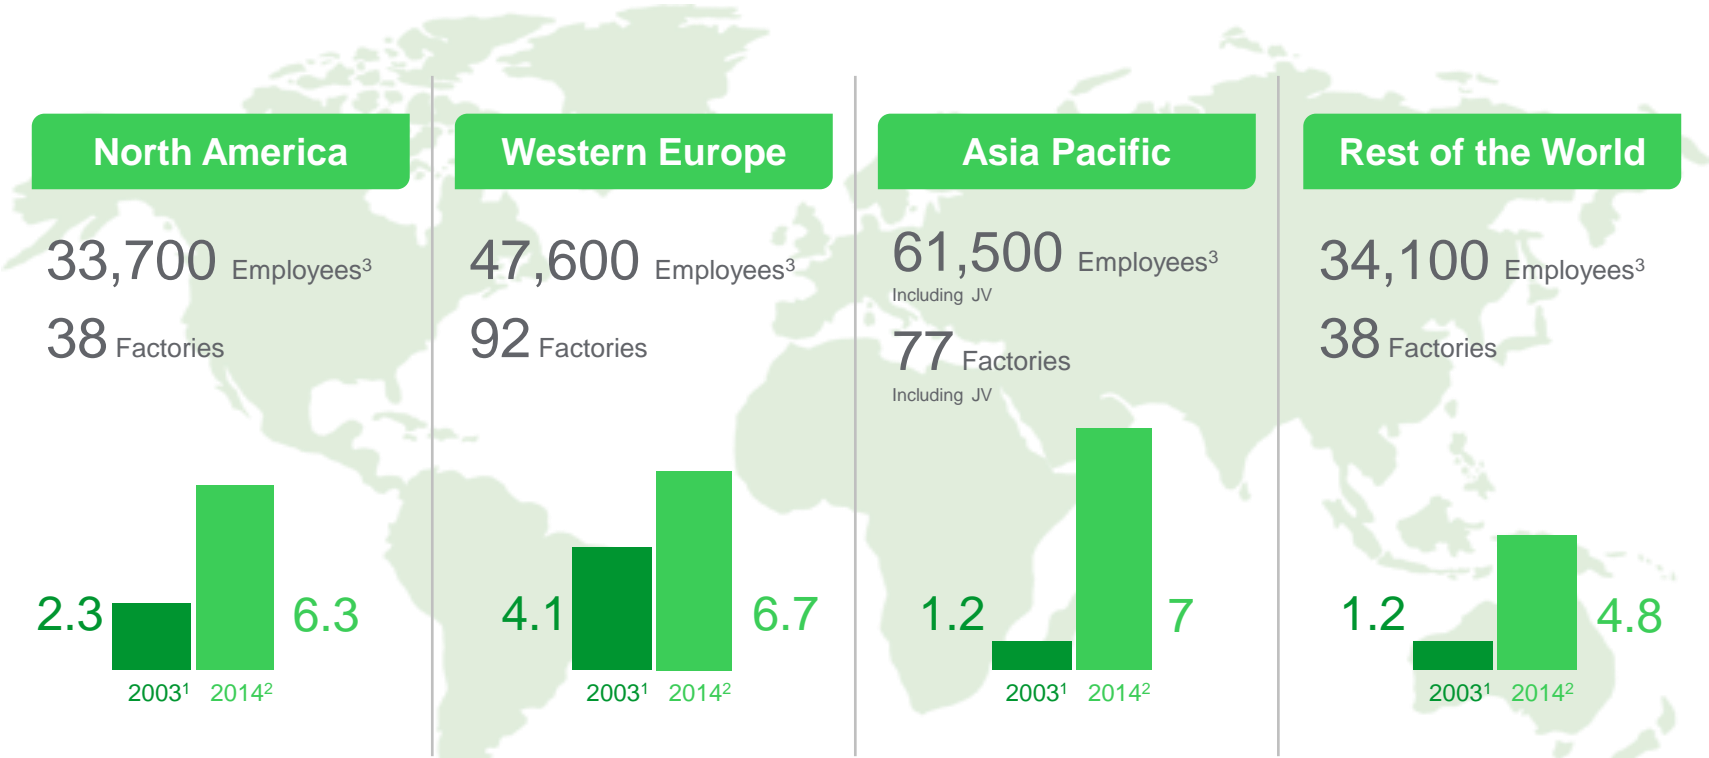 North America
33,700 Employees³
38 Factories
2.3
6.3
2003¹ 2014²
Western Europe
47,600 Employees³
92 Factories
4.1
6.7
2003¹ 2014²
Asia Pacific
61,500 Employees³
Including JV
77 Factories
Including JV
1.2
7
2003¹ 2014²
Rest of the World
34,100 Employees³
38 Factories
1.2
4.8
2003¹ 2014²